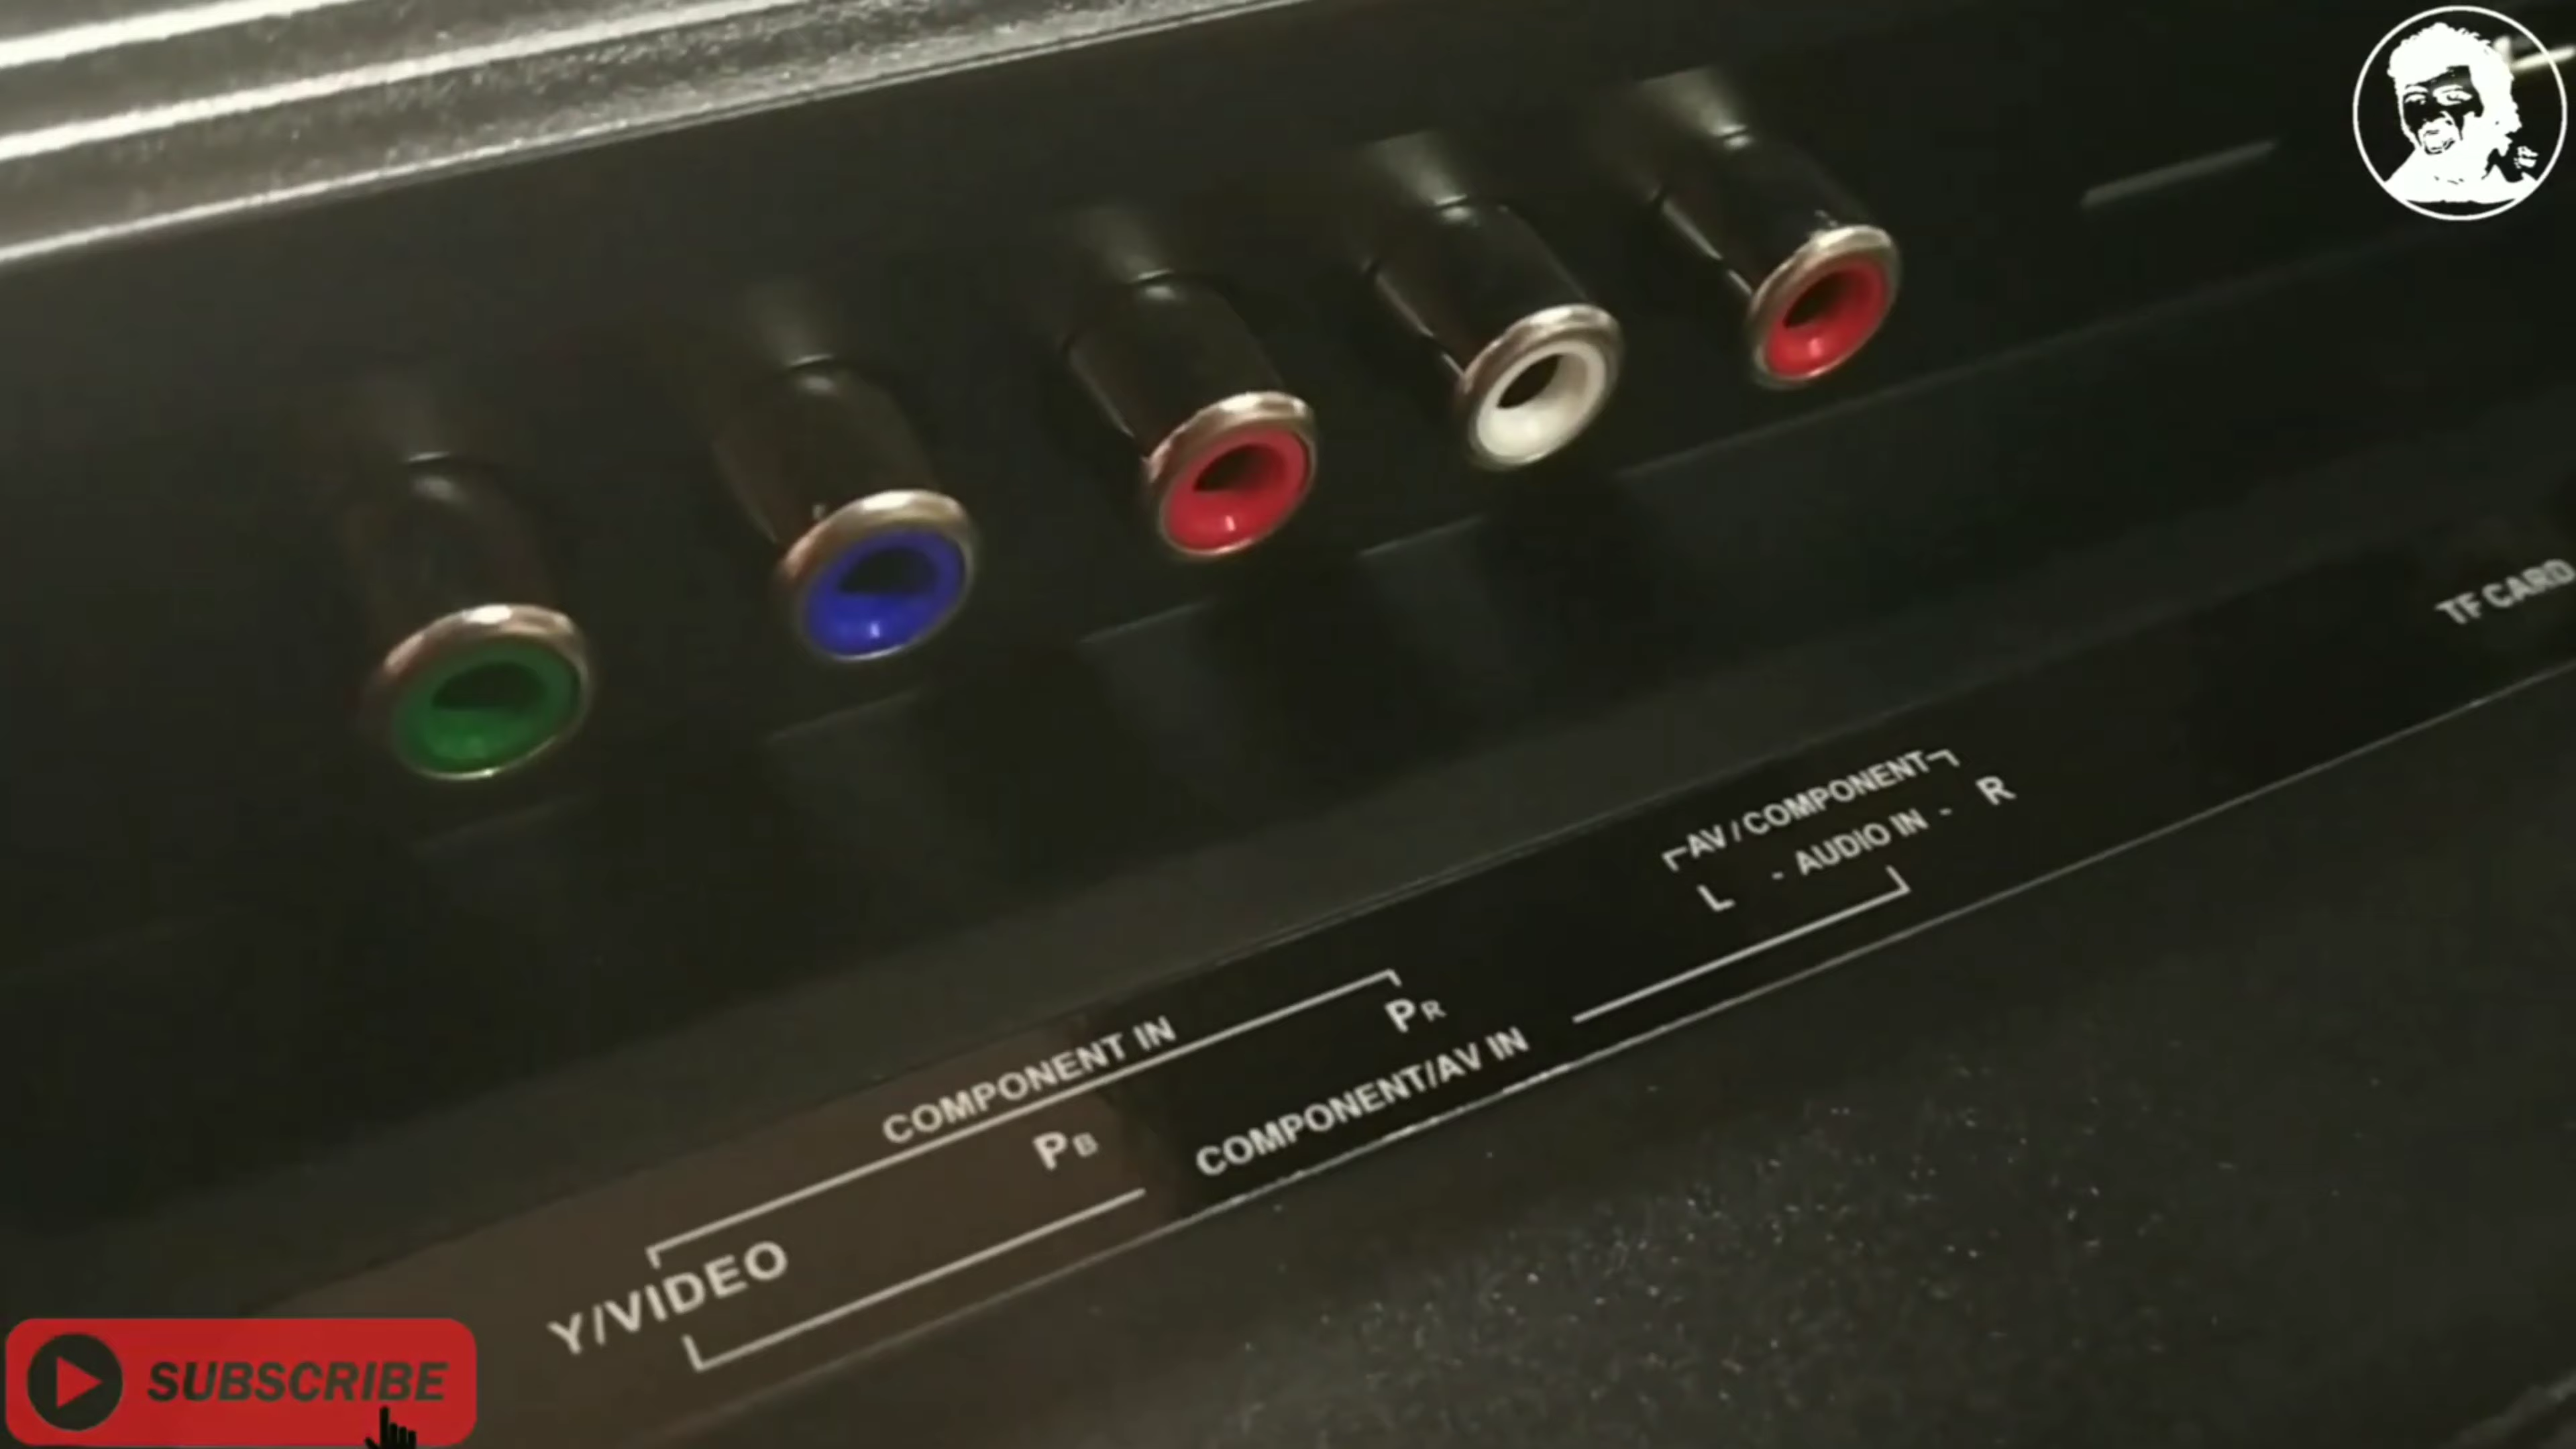 TF CARD
AV/COMPONENT
L - AUDIO IN - R
COMPONENT IN
Y/VIDEO PB PR
COMPONENT/AV IN
SUBSCRIBE